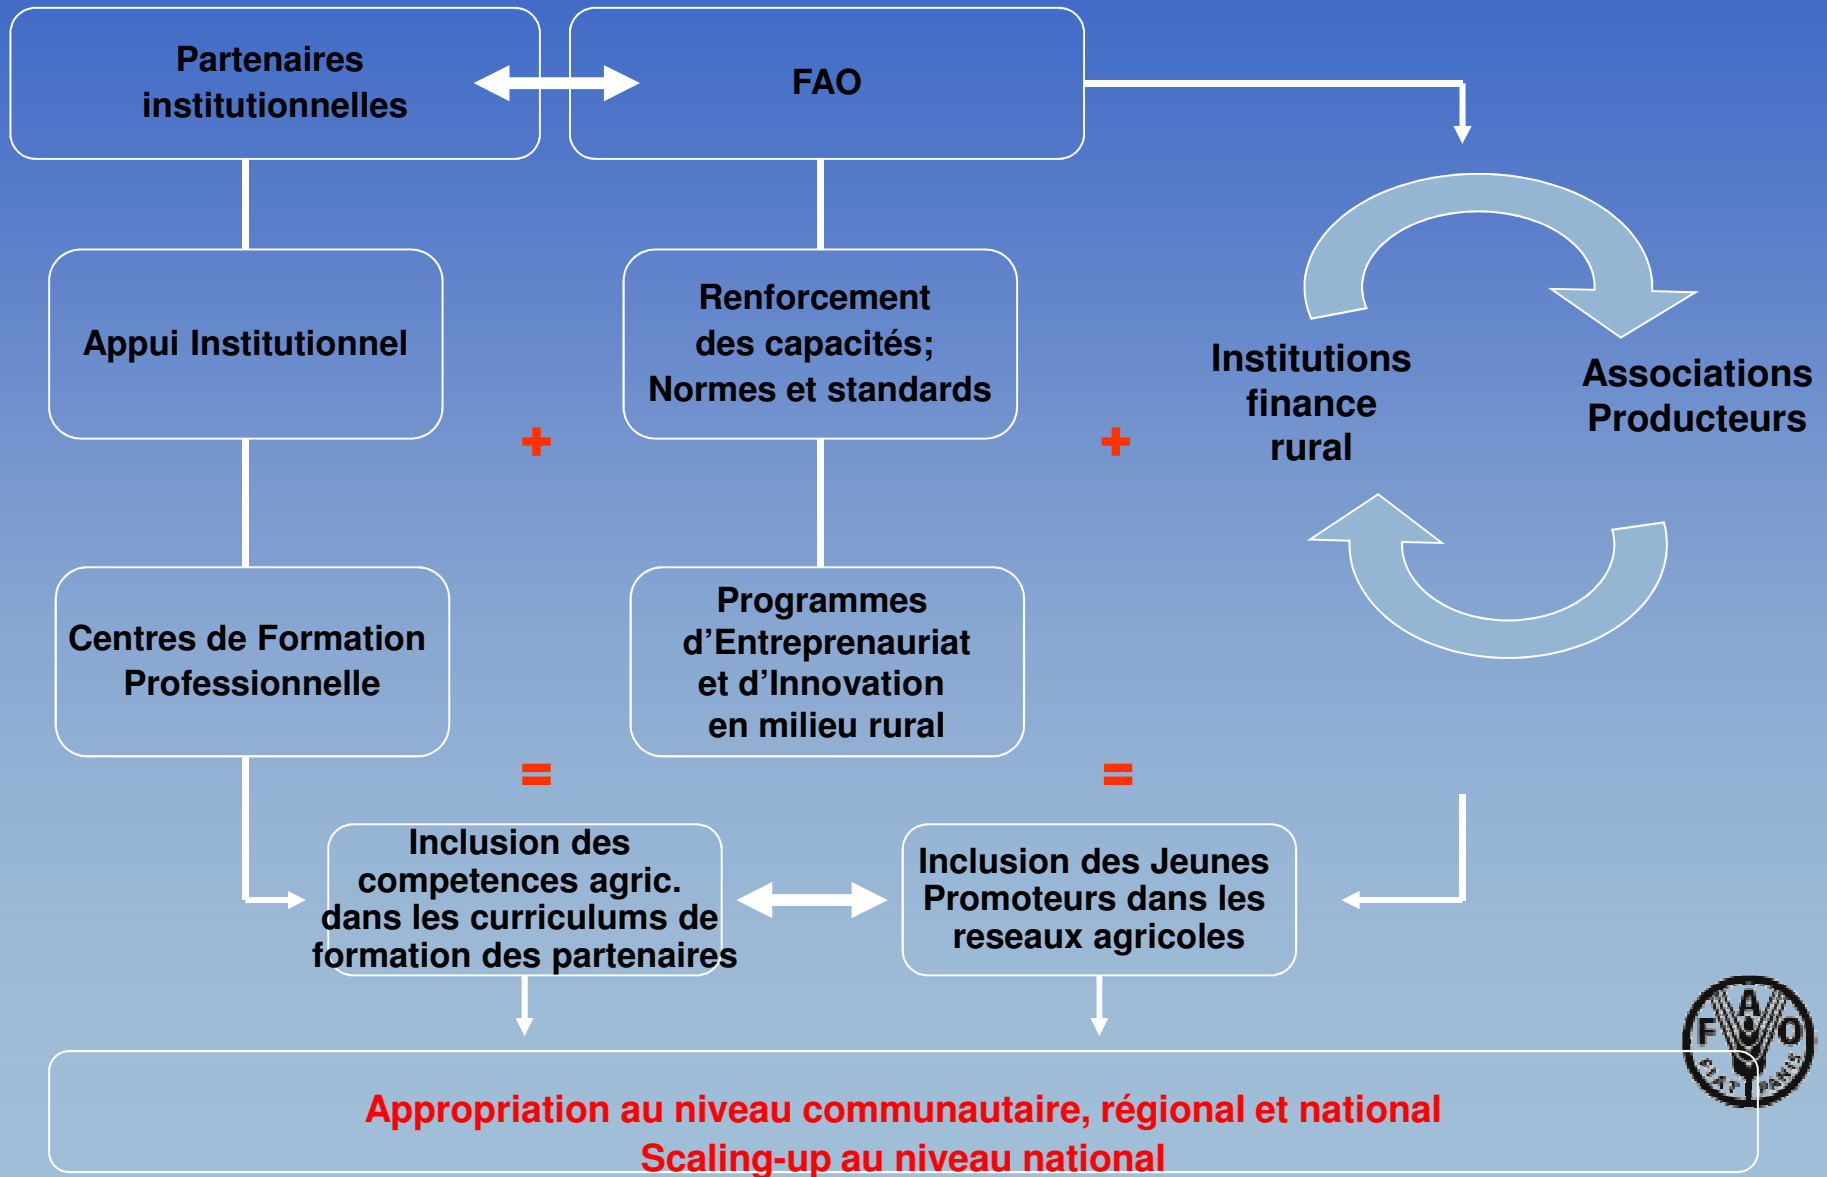 Partenaires
institutionnelles
FAO
Appui Institutionnel
Renforcement
des capacités;
Normes et standards
Institutions
finance
rural
Associations
Producteurs
+
+
Centres de Formation
Professionnelle
Programmes
d’Entreprenauriat
et d’Innovation
en milieu rural
=
=
Inclusion des
competences agric.
dans les curriculums de
formation des partenaires
Inclusion des Jeunes
Promoteurs dans les
reseaux agricoles
F A O
FIAT PANIS
Appropriation au niveau communautaire, régional et national
Scaling-up au niveau national